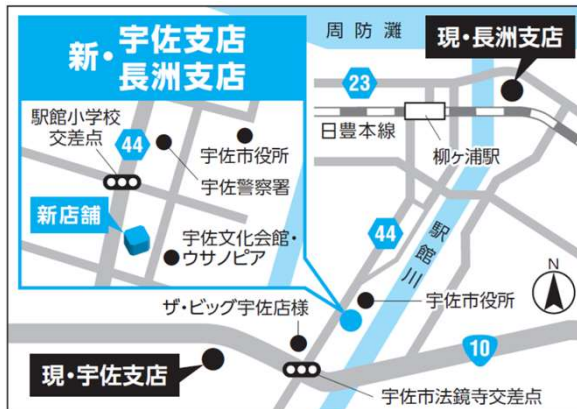 新・宇佐支店
長洲支店
駅館小学校
交差点
44
宇佐市役所
宇佐警察署
新店舗
宇佐文化会館・
ウサノピア
周防灘
現・長洲支店
23
日豊本線
柳ヶ浦駅
44
駅館川
N
宇佐市役所
ザ・ビッグ宇佐店様
現・宇佐支店
10
宇佐市法鏡寺交差点